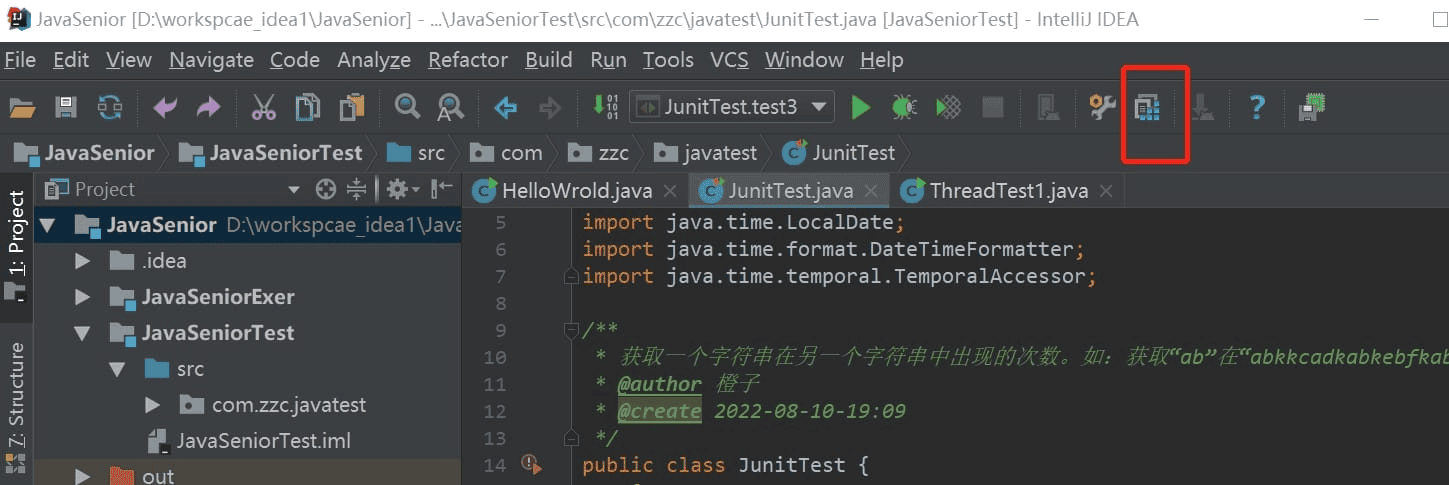 JavaSenior [D:\workspcae_idea1\JavaSenior] - ...\JavaSeniorTest\src\com\zzc\javatest\JunitTest.java [JavaSeniorTest] - IntelliJ IDEA
File Edit View Navigate Code Analyze Refactor Build Run Tools VCS Window Help
JunitTest.test3
JavaSenior JavaSeniorTest src com zzc javatest JunitTest
1: Project
7: Structure
Project
JavaSenior D:\workspcae_idea1\Java
.idea
JavaSeniorExer
JavaSeniorTest
src
com.zzc.javatest
JavaSeniorTest.iml
out
HelloWrold.java JunitTest.java ThreadTest1.java
5 import java.time.LocalDate;
6 import java.time.format.DateTimeFormatter;
7 import java.time.temporal.TemporalAccessor;
8
9 /**
10 * 获取一个字符串在另一个字符串中出现的次数。如：获取“ab”在“abkkcadkabkebfkab
11 * @author 橙子
12 * @create 2022-08-10-19:09
13 */
14 public class JunitTest {